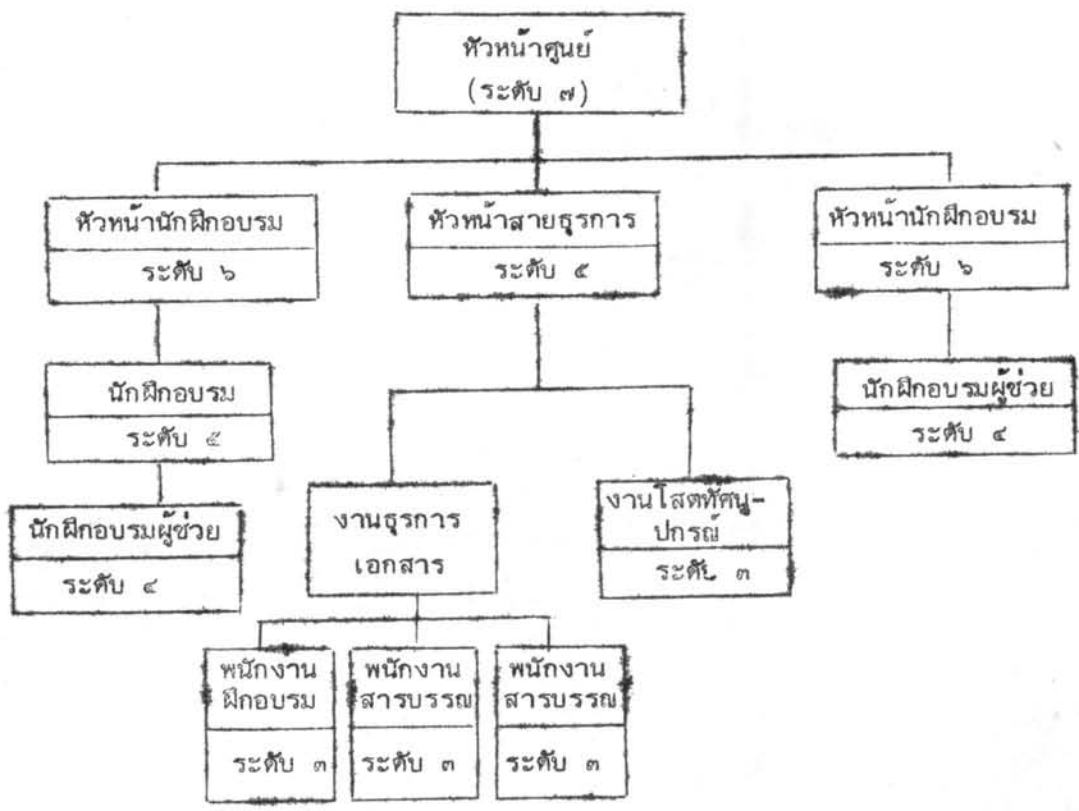 หัวหน้าศูนย์
(ระดับ ๗)
หัวหน้านักฝึกอบรม
ระดับ ๖
หัวหน้าสายธุรการ
ระดับ ๕
หัวหน้านักฝึกอบรม
ระดับ ๖
นักฝึกอบรม
ระดับ ๕
นักฝึกอบรมผู้ช่วย
ระดับ ๔
นักฝึกอบรมผู้ช่วย
ระดับ ๔
งานธุรการ
เอกสาร
งานโสตทัศนู-
ปกรณ์
ระดับ ๓
พนักงาน
ฝึกอบรม
ระดับ ๓
พนักงาน
สารบรรณ
ระดับ ๓
พนักงาน
สารบรรณ
ระดับ ๓